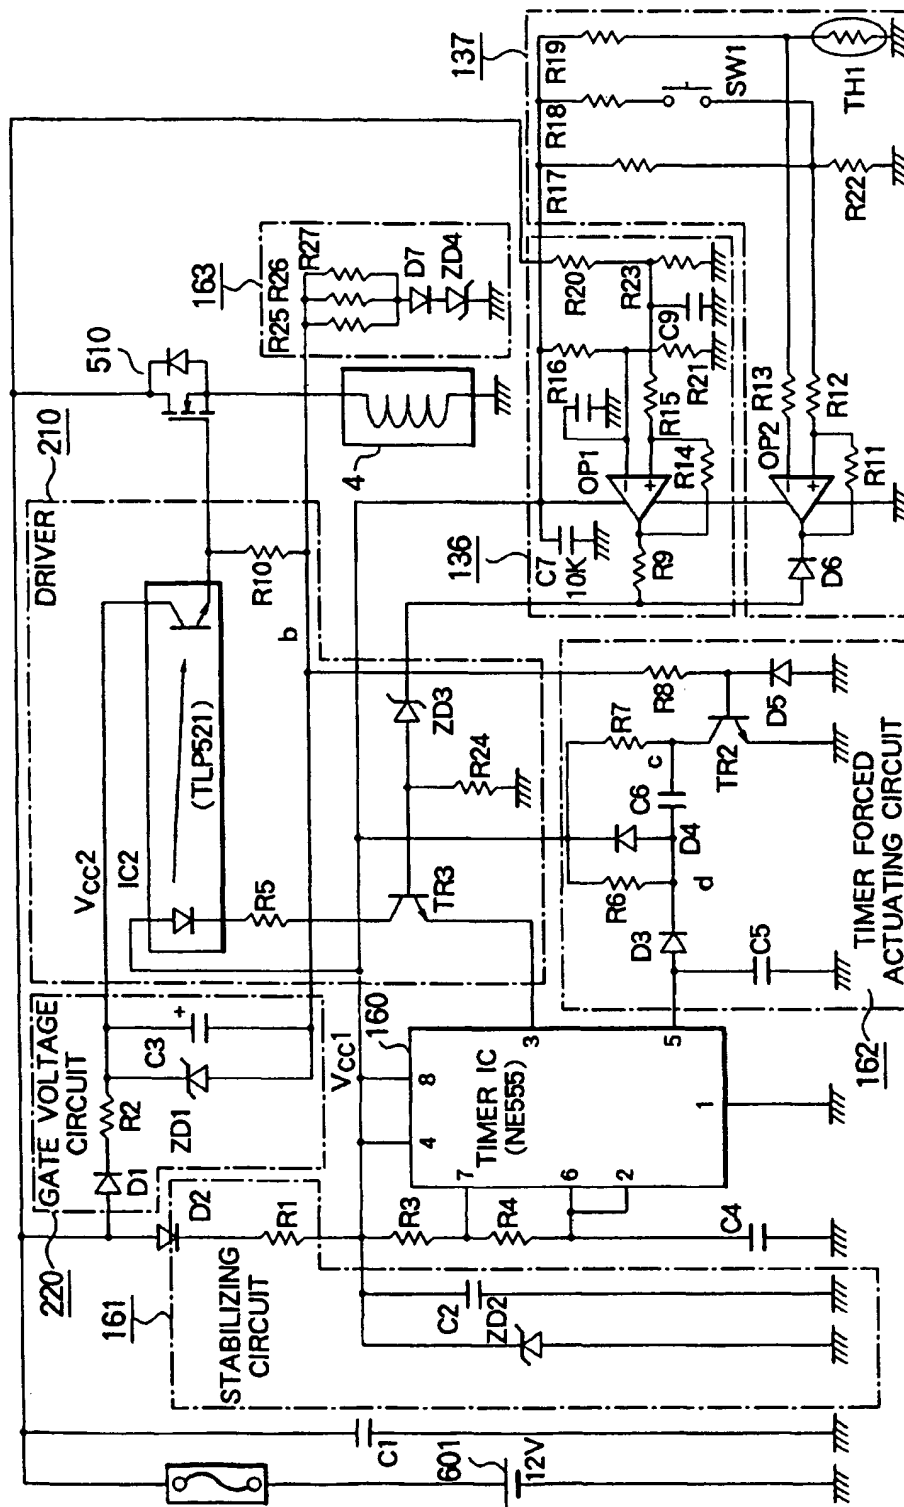 137
R19
R18
R17
SW1
TH1
R22
163
R25
R26
R27
D7
ZD4
R20
R23
C9
R16
R21
R15
R14
OP1
OP2
R13
R12
R11
510
210
4
136
C7
10K
R9
D6
DRIVER
R10
b
(TLP521)
IC2
Vcc2
R5
ZD3
R24
TR3
R8
R7
c
C6
D4
R6
d
D3
C5
TR2
D5
TIMER FORCED
ACTUATING CIRCUIT
162
GATE VOLTAGE
CIRCUIT
220
R2
C3
+
ZD1
D1
Vcc1
160
TIMER IC
(NE555)
8
4
3
5
1
7
6
2
D2
R1
R3
R4
C4
161
STABILIZING
CIRCUIT
C2
ZD2
C1
601
12V